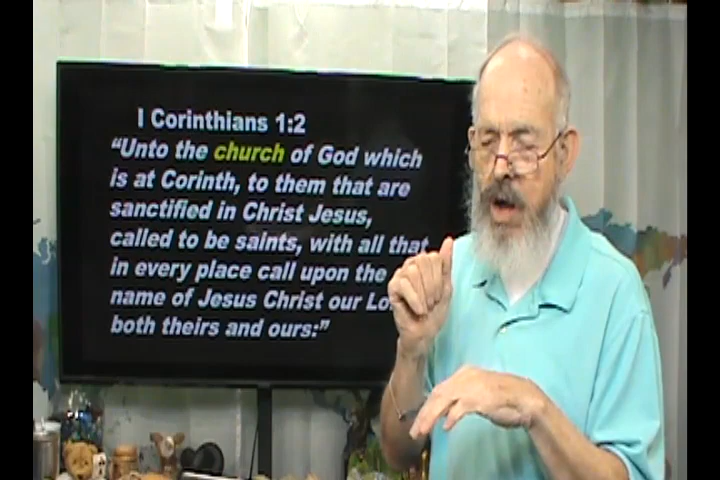 I Corinthians 1:2
“Unto the church of God which
is at Corinth, to them that are
sanctified in Christ Jesus,
called to be saints, with all that
in every place call upon the
name of Jesus Christ our
both theirs and ours:”